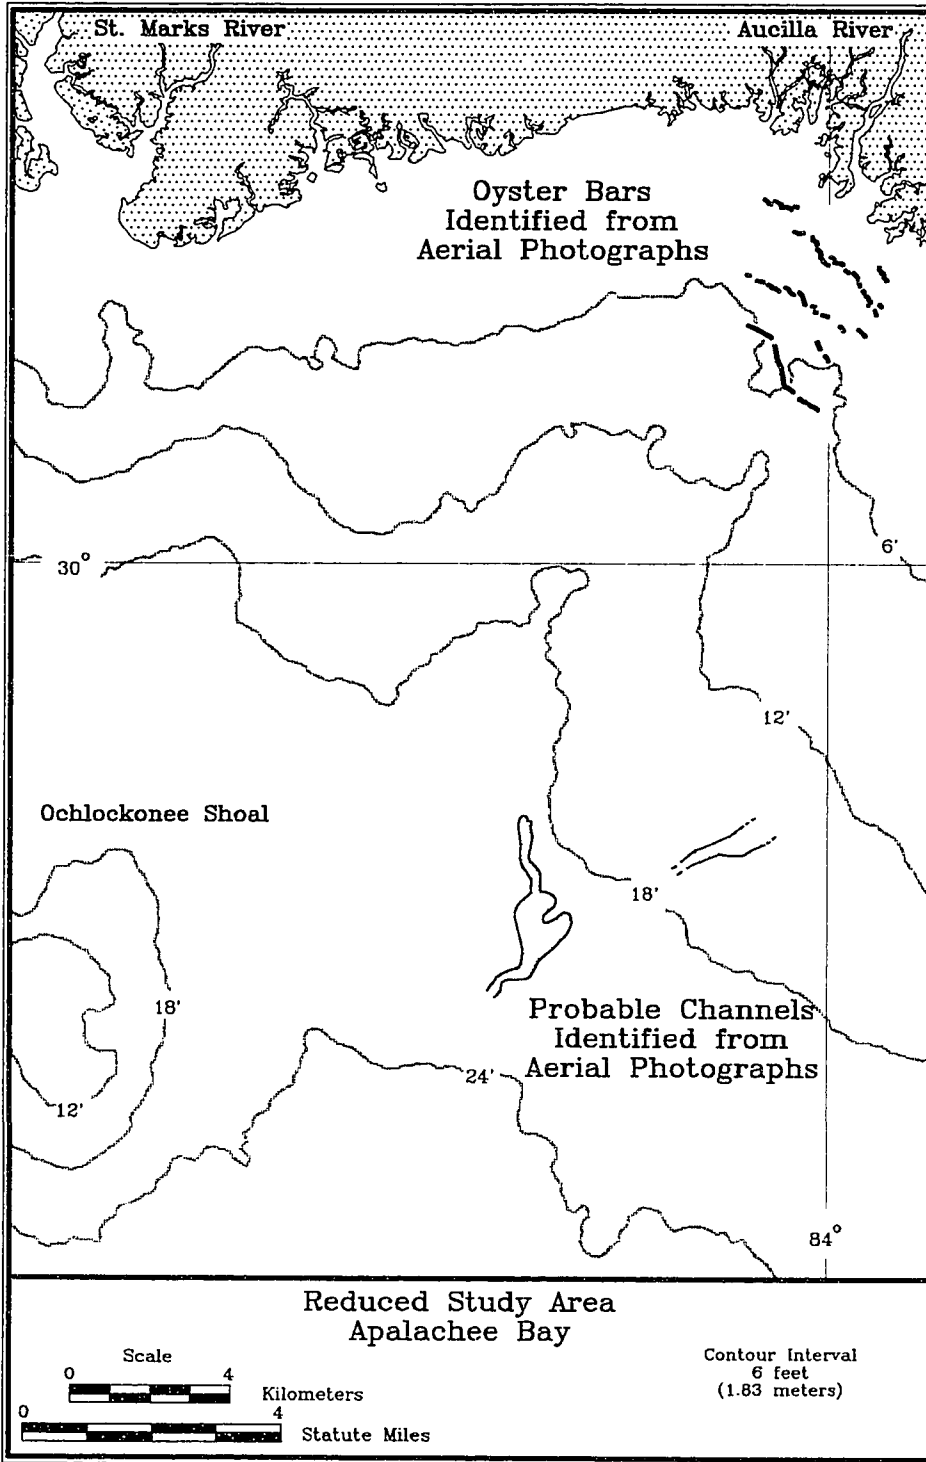 St. Marks River
Aucilla River
Oyster Bars
Identified from
Aerial Photographs
30°
6'
12'
Ochlockonee Shoal
18'
18'
Probable Channels
Identified from
Aerial Photographs
24'
12'
84°
Reduced Study Area
Apalachee Bay
Scale
0 4
Kilometers
0 4
Statute Miles
Contour Interval
6 feet
(1.83 meters)